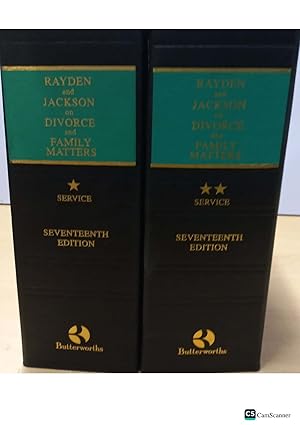 RAYDEN
and
JACKSON
on
DIVORCE
and
FAMILY
MATTERS
SERVICE
SEVENTEENTH
EDITION
Butterworths
RAYDEN
and
JACKSON
on
DIVORCE
and
FAMILY
MATTERS
SERVICE
SEVENTEENTH
EDITION
Butterworths
CS CamScanner